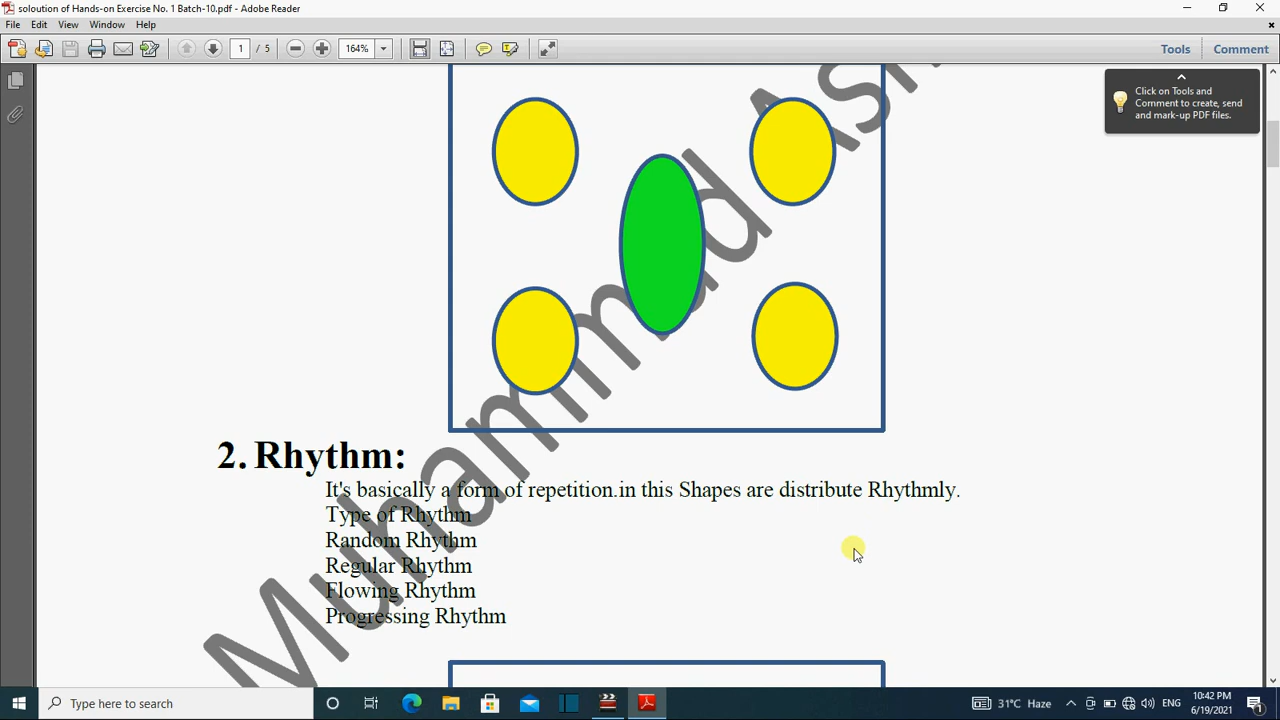 soloution of Hands-on Exercise No. 1 Batch-10.pdf - Adobe Reader
File Edit View Window Help
1 / 5 164% Tools Comment
Click on Tools and
Comment to create, send
and mark-up PDF files.
2. Rhythm:
It's basically a form of repetition.in this Shapes are distribute Rhythmly.
Type of Rhythm
Random Rhythm
Regular Rhythm
Flowing Rhythm
Progressing Rhythm
Muhammad
Type here to search
31°C Haze ENG 10:42 PM
6/19/2021